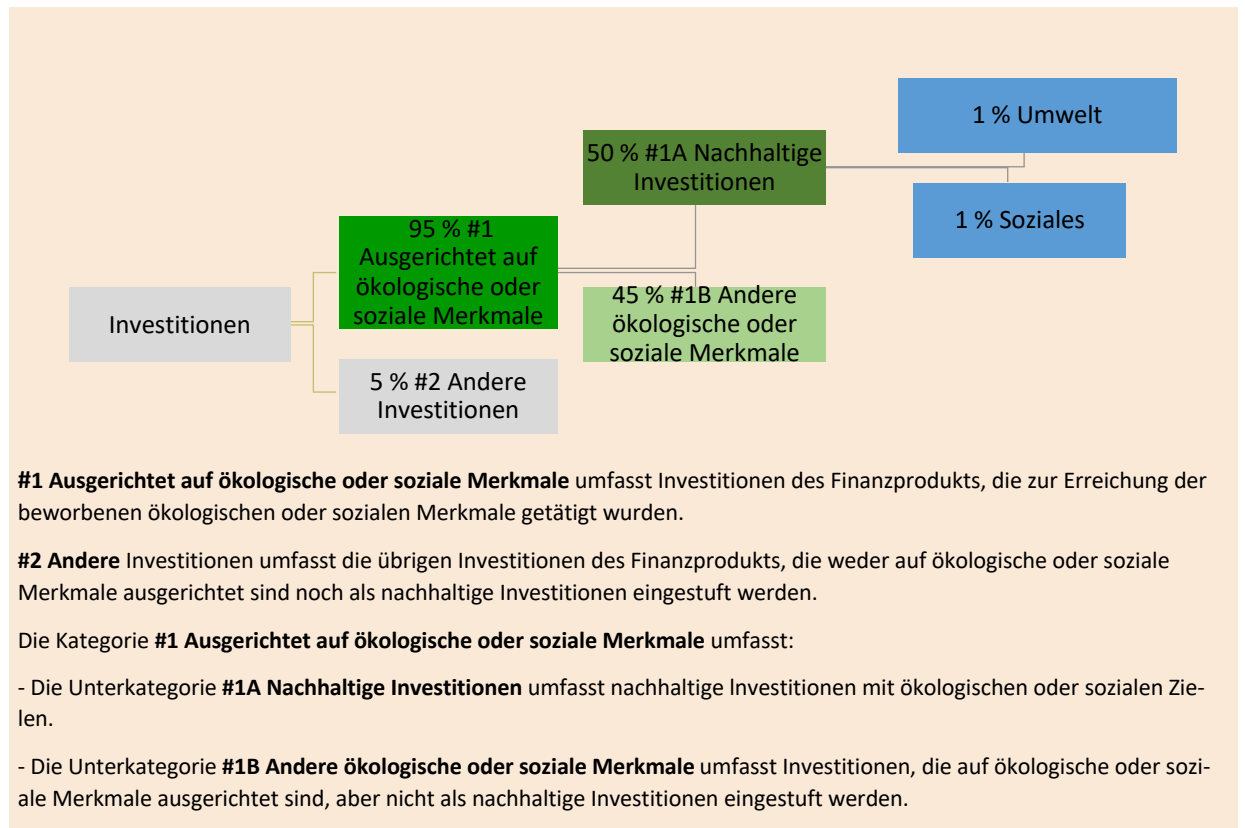 1 % Umwelt
50 % #1A Nachhaltige
Investitionen
1 % Soziales
95 % #1
Ausgerichtet auf
ökologische oder
soziale Merkmale
Investitionen
45 % #1B Andere
ökologische oder
soziale Merkmale
5 % #2 Andere
Investitionen
#1 Ausgerichtet auf ökologische oder soziale Merkmale umfasst Investitionen des Finanzprodukts, die zur Erreichung der
beworbenen ökologischen oder sozialen Merkmale getätigt wurden.
#2 Andere Investitionen umfasst die übrigen Investitionen des Finanzprodukts, die weder auf ökologische oder soziale
Merkmale ausgerichtet sind noch als nachhaltige Investitionen eingestuft werden.
Die Kategorie #1 Ausgerichtet auf ökologische oder soziale Merkmale umfasst:
- Die Unterkategorie #1A Nachhaltige Investitionen umfasst nachhaltige lnvestitionen mit ökologischen oder sozialen Zie-
len.
- Die Unterkategorie #1B Andere ökologische oder soziale Merkmale umfasst Investitionen, die auf ökologische oder sozi-
ale Merkmale ausgerichtet sind, aber nicht als nachhaltige Investitionen eingestuft werden.